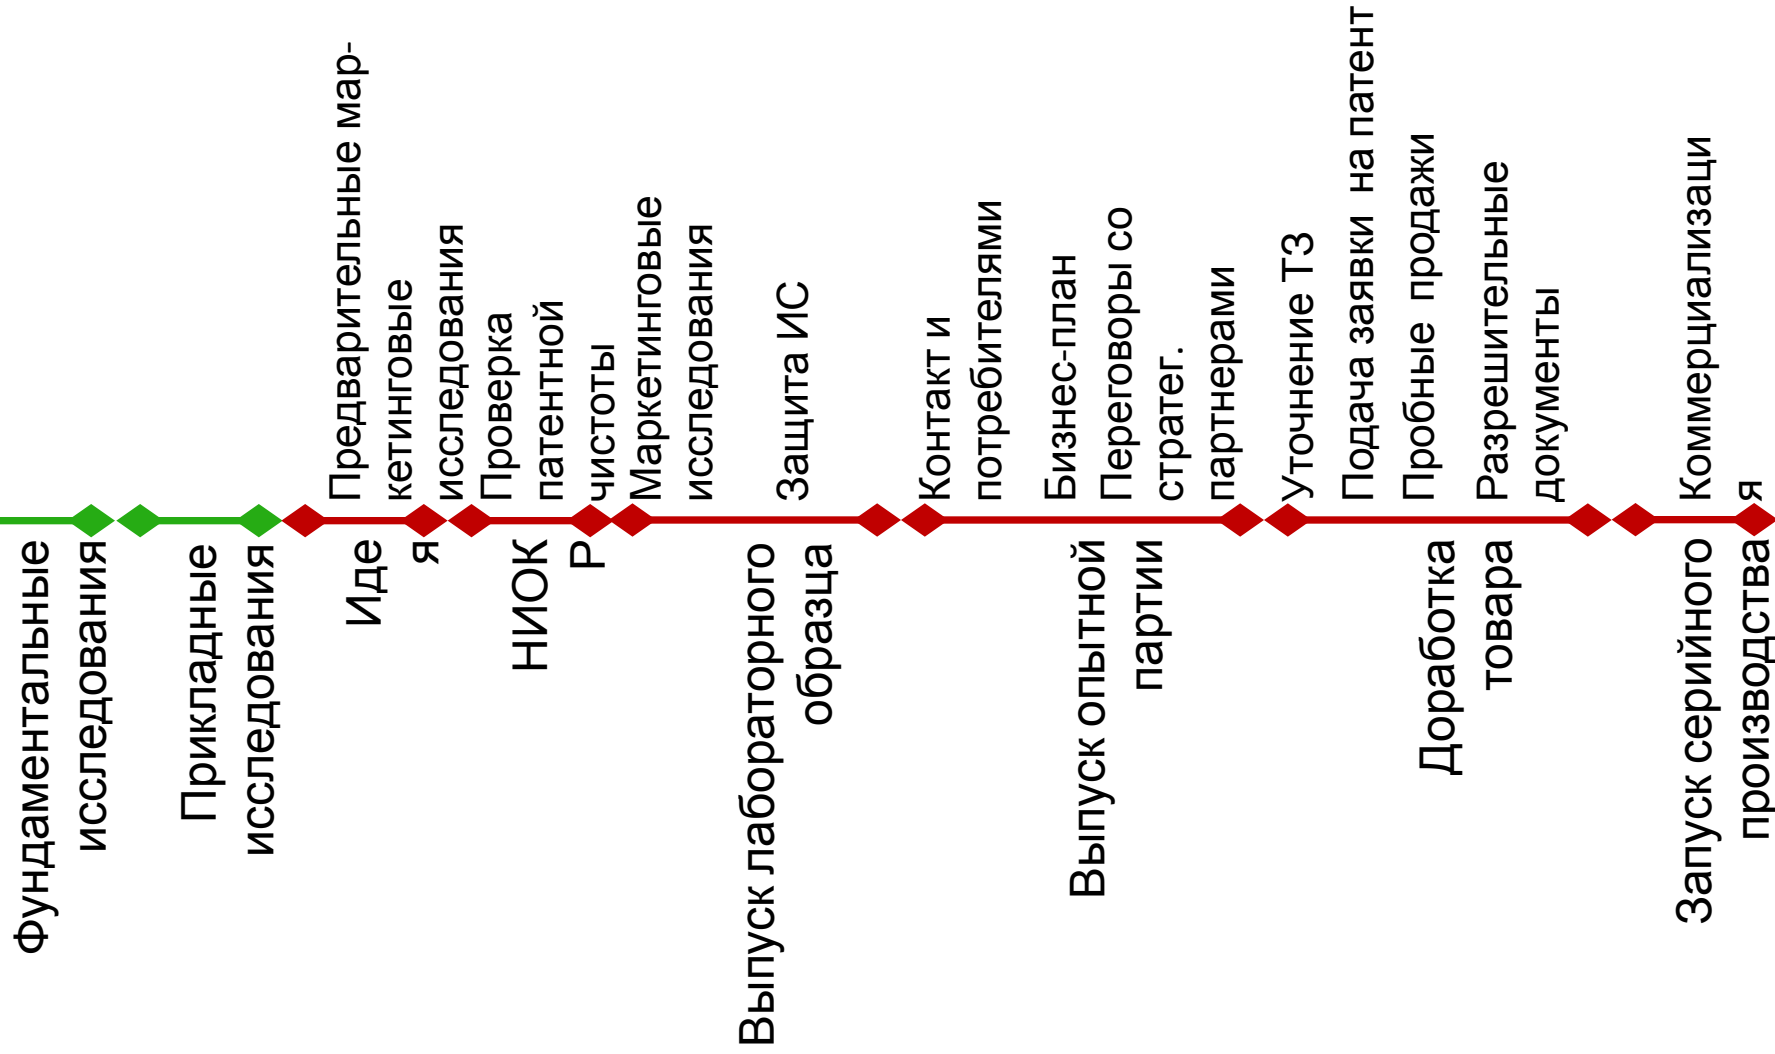 Предварительные мар-
кетинговые
исследования
Проверка
патентной
чистоты
Маркетинговые
исследования
Защита ИС
Контакт и
потребителями
Бизнес-план
Переговоры со
стратег.
партнерами
Уточнение ТЗ
Подача заявки на патент
Пробные продажи
Разрешительные
документы
Коммерциализаци
я
Фундаментальные
исследования
Прикладные
исследования
Иде
я
НИОК
Р
Выпуск лабораторного
образца
Выпуск опытной
партии
Доработка
товара
Запуск серийного
производства